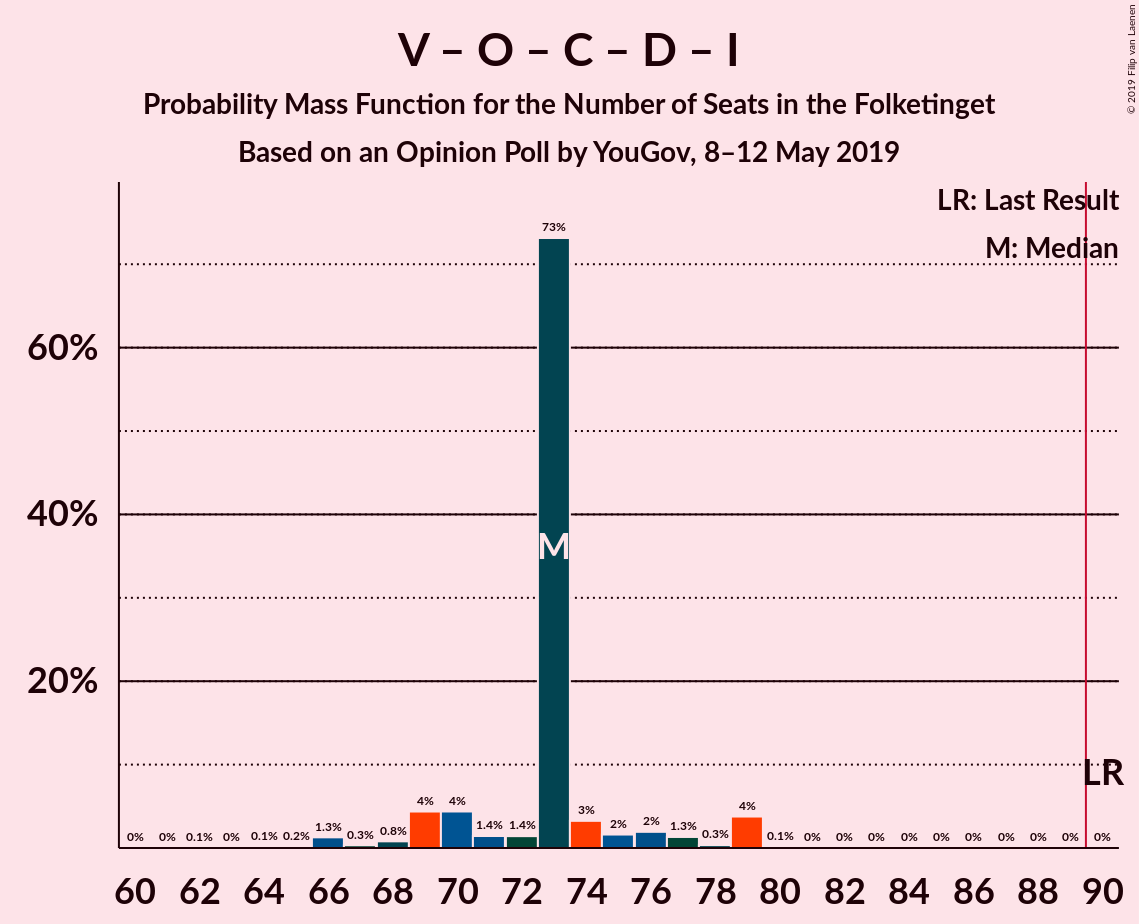 V – O – C – D – I
Probability Mass Function for the Number of Seats in the Folketinget
Based on an Opinion Poll by YouGov, 8–12 May 2019
© 2019 Filip van Laenen
LR: Last Result
M: Median
73%
60%
40%
M
20%
LR
0% 0% 0.1% 0% 0.1% 0.2% 1.3% 0.3% 0.8% 4% 4% 1.4% 1.4% 3% 2% 2% 1.3% 0.3% 4% 0.1% 0% 0% 0% 0% 0% 0% 0% 0% 0% 0%
60 62 64 66 68 70 72 74 76 78 80 82 84 86 88 90